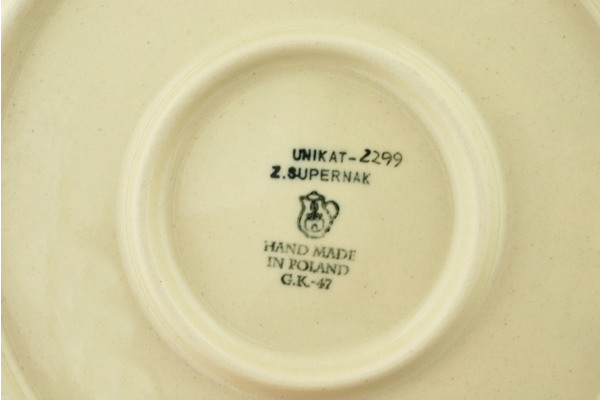 UNIKAT-2299
Z.SUPERNAK
HAND MADE
IN POLAND
G.K.-47